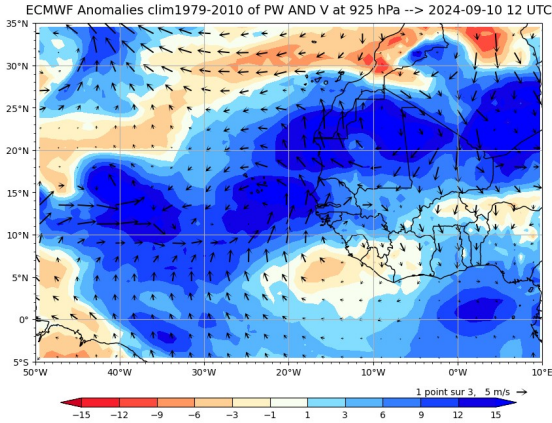 ECMWF Anomalies clim1979-2010 of PW AND V at 925 hPa --> 2024-09-10 12 UTC
35°N
30°N
25°N
20°N
15°N
10°N
5°N
0°
5°S
50°W 40°W 30°W 20°W 10°W 0°W 10°E
1 point sur 3, 5 m/s
−15 −12 −9 −6 −3 −1 1 3 6 9 12 15